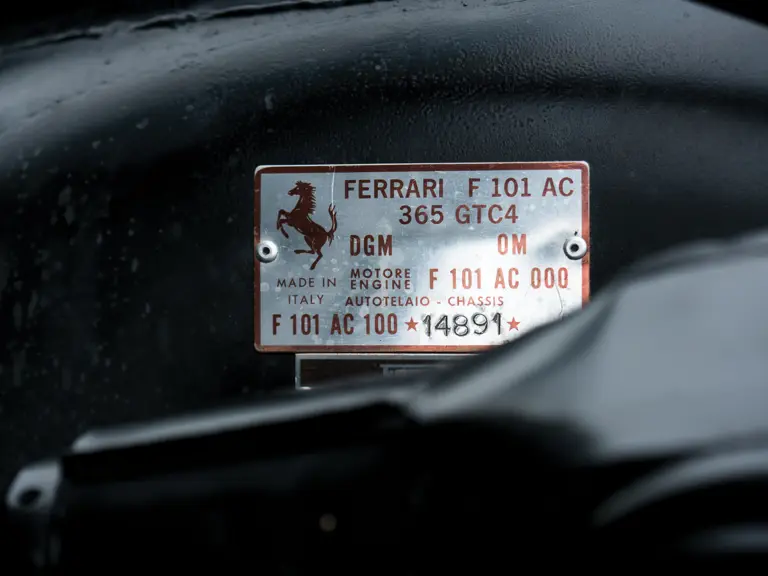 FERRARI F 101 AC
365 GTC4
DGM OM
MADE IN ITALY
MOTORE ENGINE F 101 AC 000
AUTOTELAIO - CHASSIS
F 101 AC 100 ★14891★